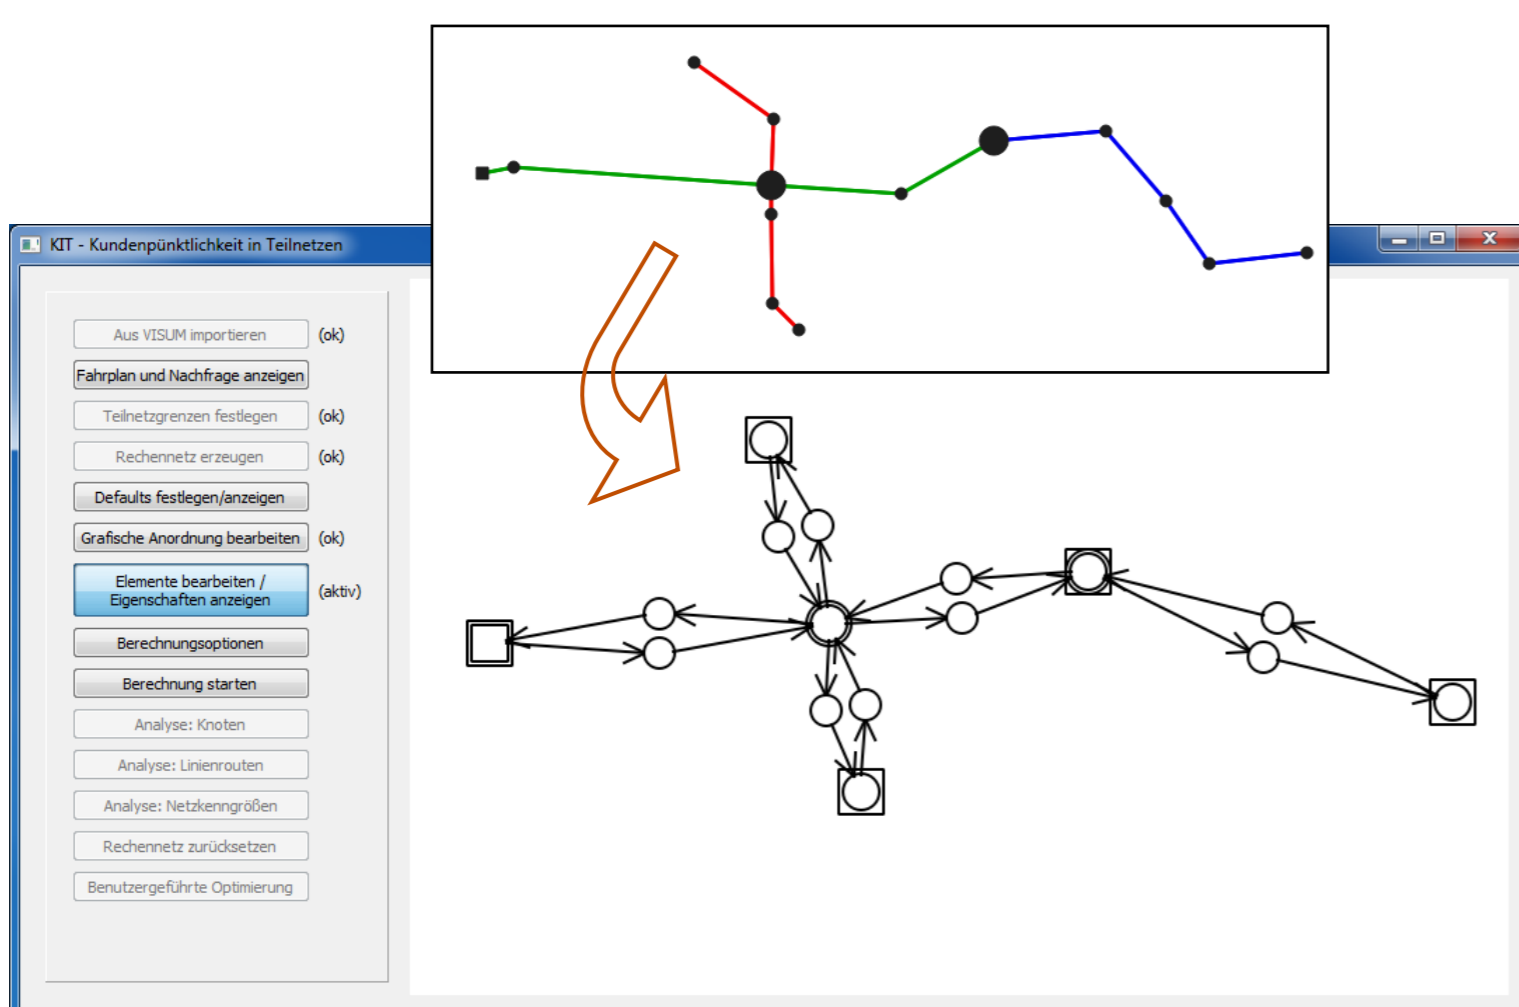 KIT - Kundenpünktlichkeit in Teilnetzen
Aus VISUM importieren (ok)
Fahrplan und Nachfrage anzeigen
Teilnetzgrenzen festlegen (ok)
Rechennetz erzeugen (ok)
Defaults festlegen/anzeigen
Grafische Anordnung bearbeiten (ok)
Elemente bearbeiten /
Eigenschaften anzeigen (aktiv)
Berechnungsoptionen
Berechnung starten
Analyse: Knoten
Analyse: Linienrouten
Analyse: Netzkenngrößen
Rechennetz zurücksetzen
Benutzergeführte Optimierung